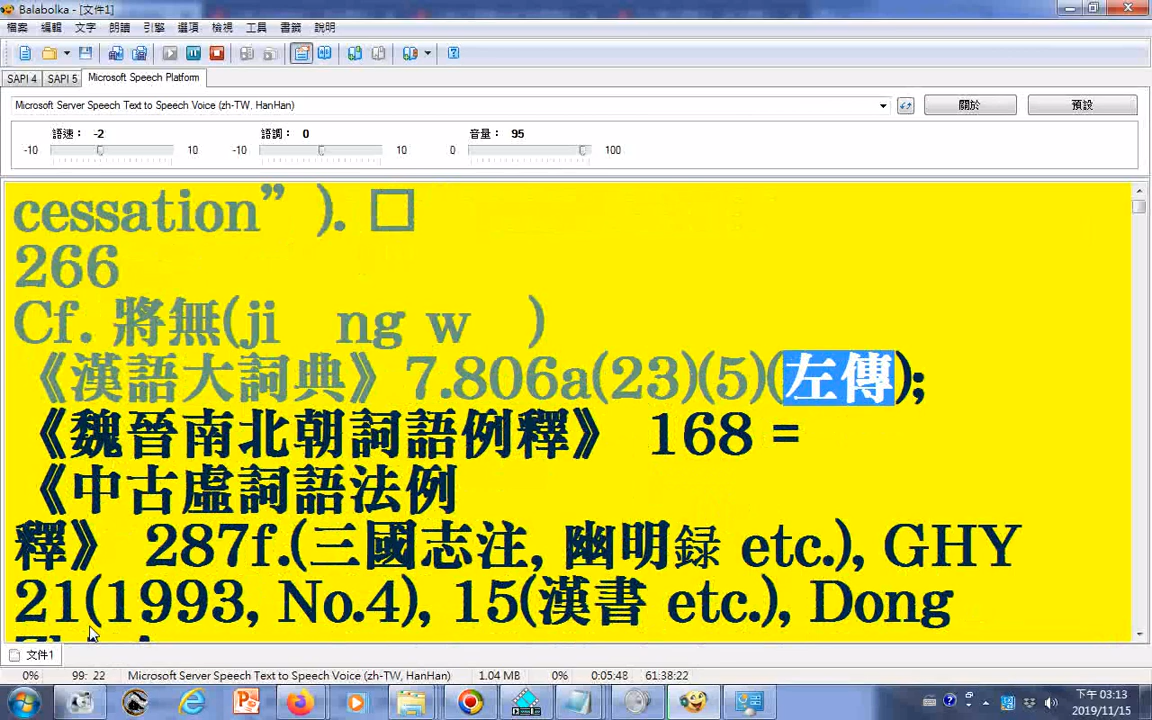 Balabolka - [文件1]
檔案 編輯 文字 朗讀 引擎 選項 檢視 工具 書籤 說明
SAPI 4 SAPI 5 Microsoft Speech Platform
Microsoft Server Speech Text to Speech Voice (zh-TW, HanHan) 關於 預設
語速： -2 語調： 0 音量： 95
-10 10 -10 10 0 100
cessation” ). □
266
Cf. 將無(ji ng w )
《漢語大詞典》 7.806a(23)(5)(左傳);
《魏晉南北朝詞語例釋》 168 =
《中古虛詞語法例
釋》 287f.(三國志注, 幽明録 etc.), GHY
21(1993, No.4), 15(漢書 etc.), Dong
文件1
0% 99: 22 Microsoft Server Speech Text to Speech Voice (zh-TW, HanHan) 1.04 MB 0% 0:05:48 61:38:22
下午 03:13
2019/11/15